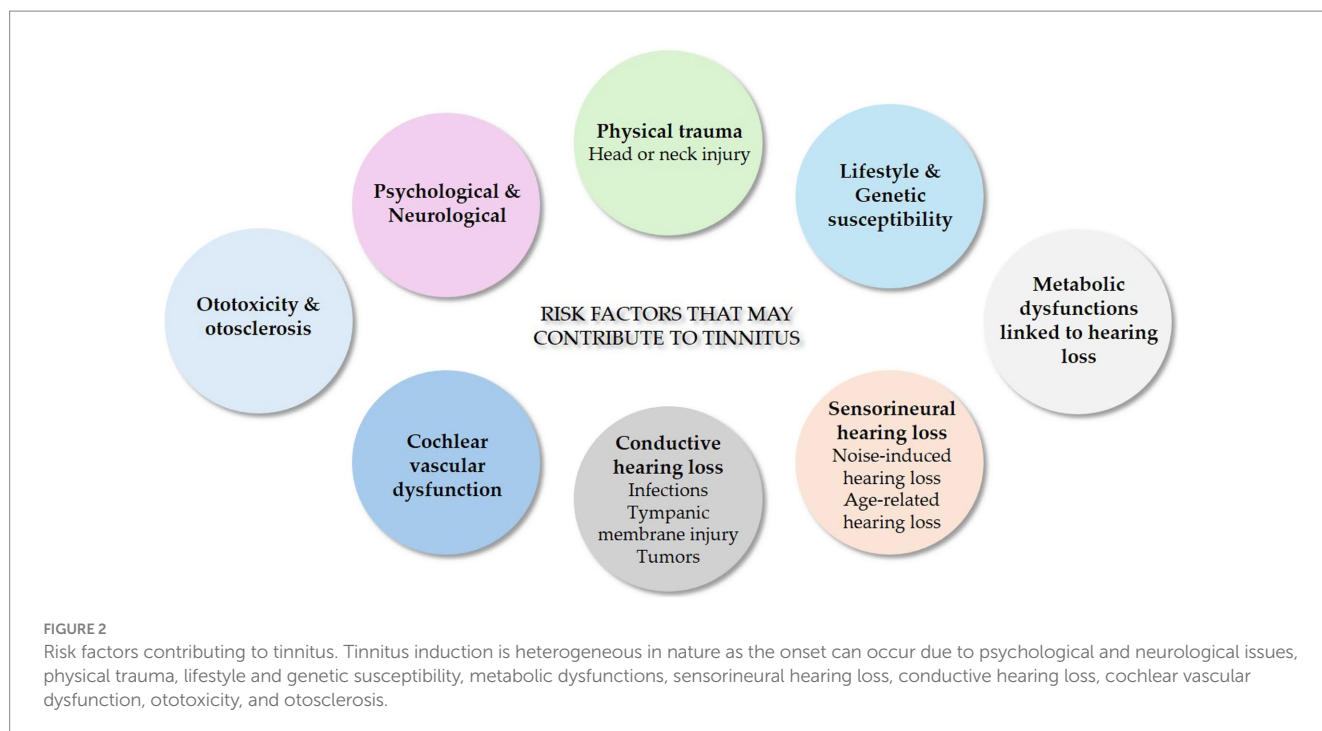 Physical trauma
Head or neck injury
Psychological &
Neurological
Lifestyle &
Genetic
susceptibility
Ototoxicity &
otosclerosis
RISK FACTORS THAT MAY
CONTRIBUTE TO TINNITUS
Metabolic
dysfunctions
linked to hearing
loss
Cochlear
vascular
dysfunction
Conductive
hearing loss
Infections
Tympanic
membrane injury
Tumors
Sensorineural
hearing loss
Noise-induced
hearing loss
Age-related
hearing loss
FIGURE 2
Risk factors contributing to tinnitus. Tinnitus induction is heterogeneous in nature as the onset can occur due to psychological and neurological issues,
physical trauma, lifestyle and genetic susceptibility, metabolic dysfunctions, sensorineural hearing loss, conductive hearing loss, cochlear vascular
dysfunction, ototoxicity, and otosclerosis.